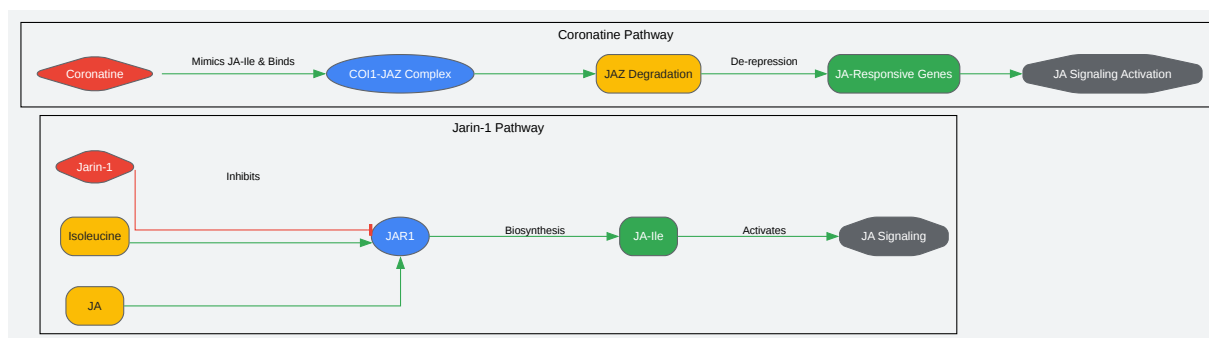 Coronatine Pathway
Coronatine
Mimics JA-Ile & Binds
COI1-JAZ Complex
JAZ Degradation
De-repression
JA-Responsive Genes
JA Signaling Activation
Jarin-1 Pathway
Jarin-1
Inhibits
Isoleucine
JAR1
Biosynthesis
JA-Ile
Activates
JA Signaling
JA